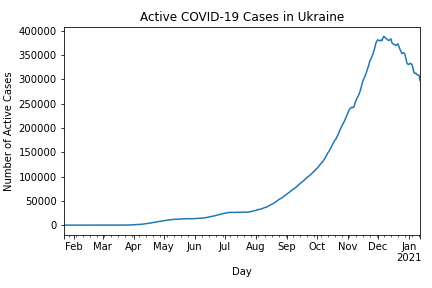 Active COVID-19 Cases in Ukraine
400000
350000
300000
250000
200000
150000
100000
50000
0
Number of Active Cases
Feb Mar Apr May Jun Jul Aug Sep Oct Nov Dec Jan
2021
Day